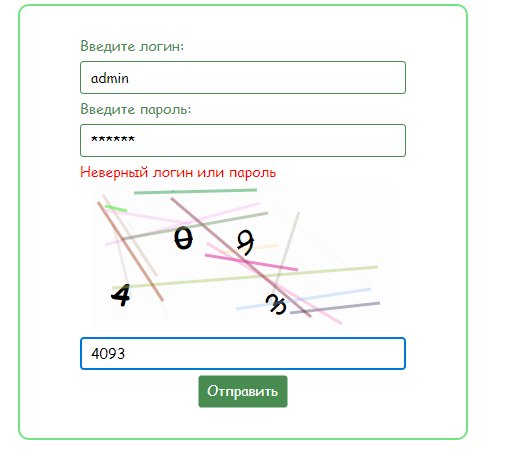 Введите логин:
admin
Введите пароль:
******
Неверный логин или пароль
4 0 9 3
4093
Отправить